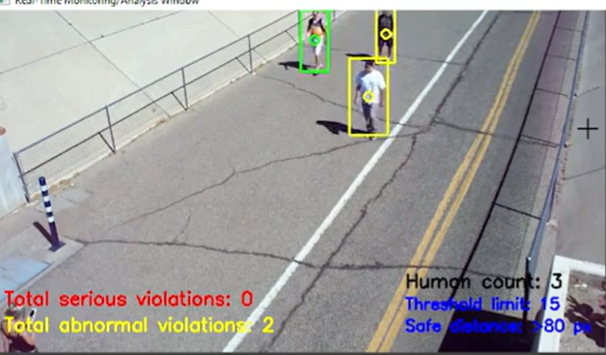 Real-Time Monitoring/Analysis Window
Human count: 3
Total serious violations: 0
Threshold limit: 15
Total abnormal violations: 2
Safe distance: >80 px